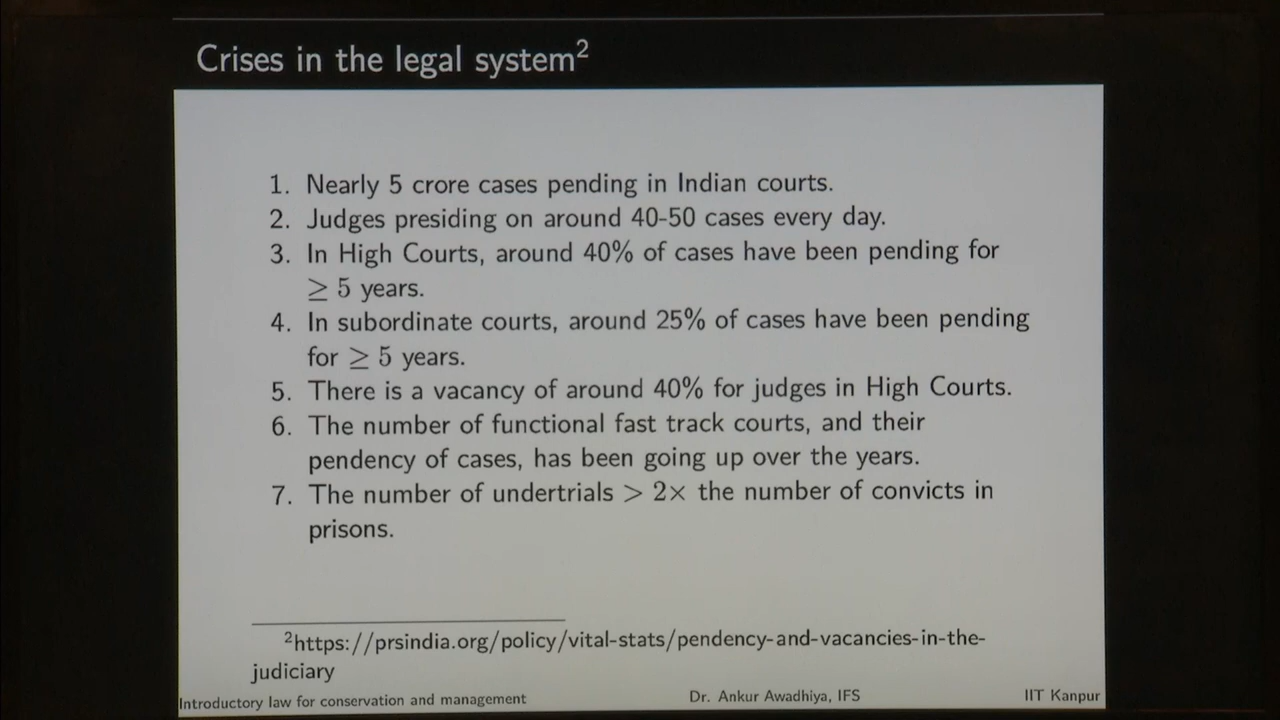 Crises in the legal system²
1. Nearly 5 crore cases pending in Indian courts.
2. Judges presiding on around 40-50 cases every day.
3. In High Courts, around 40% of cases have been pending for
≥ 5 years.
4. In subordinate courts, around 25% of cases have been pending
for ≥ 5 years.
5. There is a vacancy of around 40% for judges in High Courts.
6. The number of functional fast track courts, and their
pendency of cases, has been going up over the years.
7. The number of undertrials > 2× the number of convicts in
prisons.
²https://prsindia.org/policy/vital-stats/pendency-and-vacancies-in-the-
judiciary
Introductory law for conservation and management Dr. Ankur Awadhiya, IFS IIT Kanpur